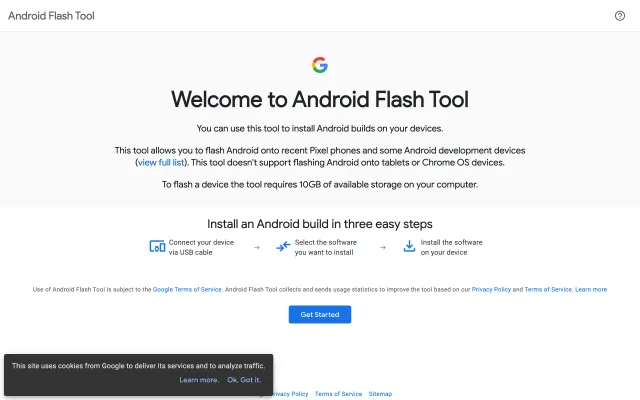 Android Flash Tool
Welcome to Android Flash Tool
You can use this tool to install Android builds on your devices.
This tool allows you to flash Android onto recent Pixel phones and some Android development devices
(view full list). This tool doesn't support flashing Android onto tablets or Chrome OS devices.
To flash a device the tool requires 10GB of available storage on your computer.
Install an Android build in three easy steps
Connect your device
via USB cable
Select the software
you want to install
Install the software
on your device
Use of Android Flash Tool is subject to the Google Terms of Service. Android Flash Tool collects and sends usage statistics to improve the tool based on our Privacy Policy and Terms of Service. Learn more
Get Started
This site uses cookies from Google to deliver its services and to analyze traffic.
Learn more. Ok, Got it.
Privacy Policy Terms of Service Sitemap